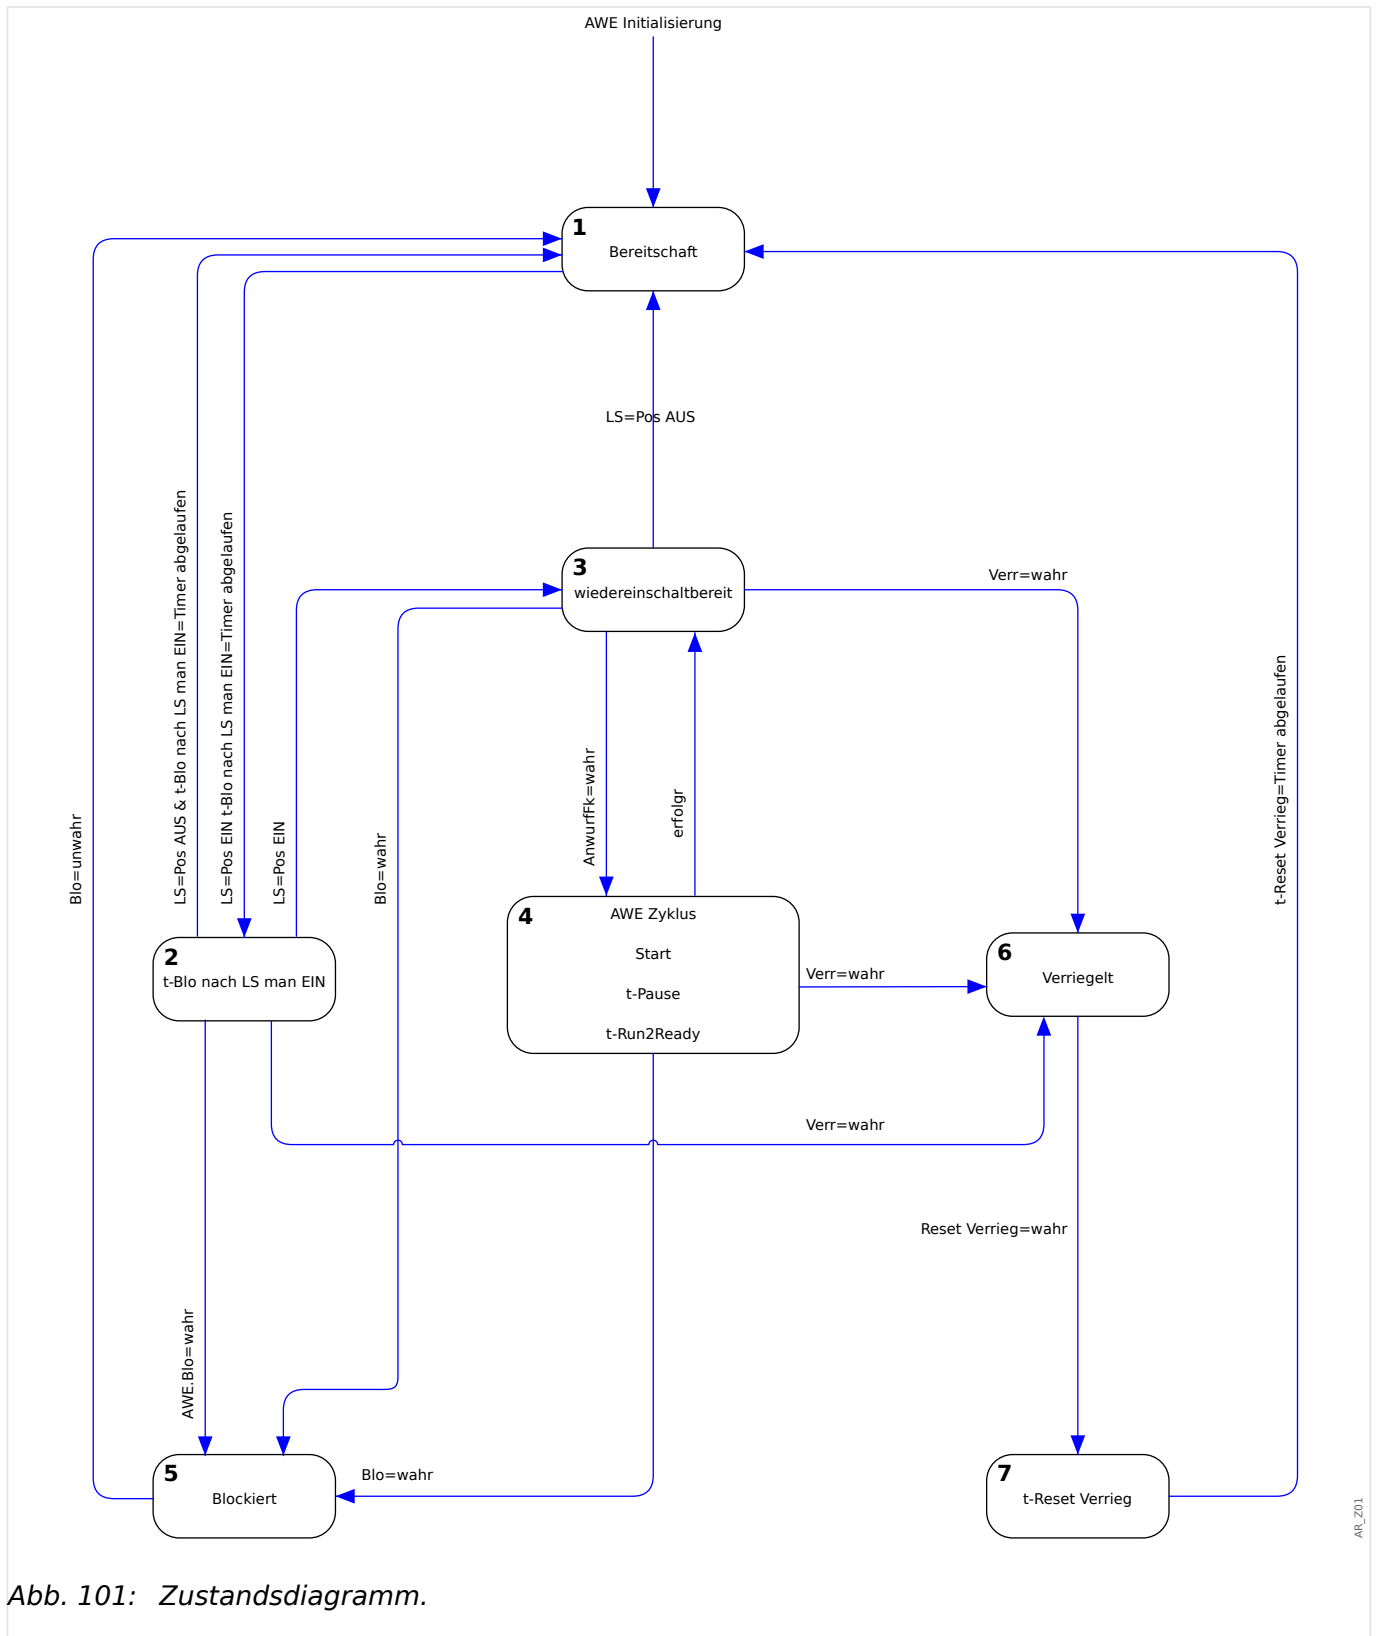 AWE Initialisierung
1
Bereitschaft
LS=Pos AUS
3
wiedereinschaltbereit
Verr=wahr
LS=Pos AUS & t-Blo nach LS man EIN=Timer abgelaufen
LS=Pos EIN t-Blo nach LS man EIN=Timer abgelaufen
LS=Pos EIN
Blo=unwahr
Blo=wahr
AnwurfFk=wahr
erfolgr
t-Reset Verrieg=Timer abgelaufen
2
t-Blo nach LS man EIN
4
AWE Zyklus
Start
t-Pause
t-Run2Ready
Verr=wahr
6
Verriegelt
Verr=wahr
Reset Verrieg=wahr
AWE.Blo=wahr
5
Blockiert
Blo=wahr
7
t-Reset Verrieg
AR_Z01
Abb. 101: Zustandsdiagramm.